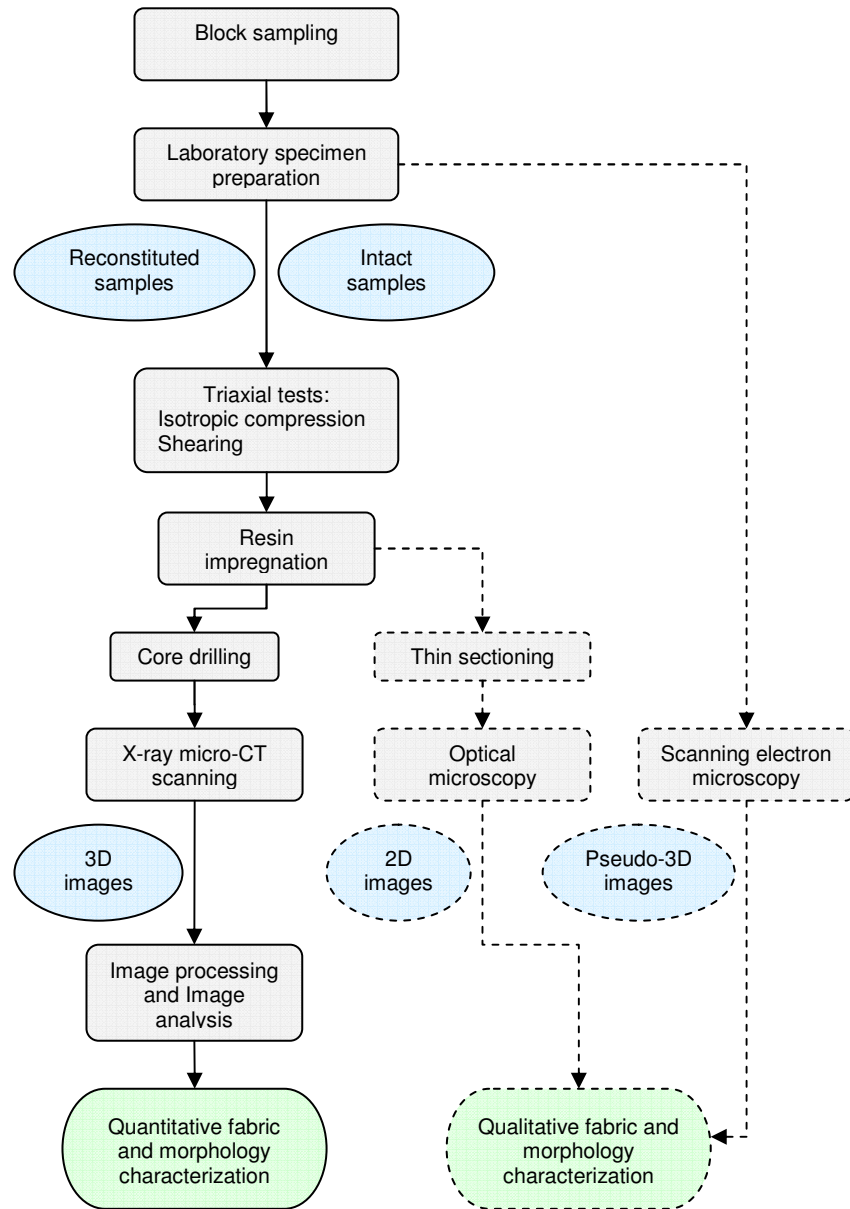 Block sampling
Laboratory specimen
preparation
Reconstituted
samples
Intact
samples
Triaxial tests:
Isotropic compression
Shearing
Resin
impregnation
Core drilling
Thin sectioning
X-ray micro-CT
scanning
Optical
microscopy
Scanning electron
microscopy
3D
images
2D
images
Pseudo-3D
images
Image processing
and Image
analysis
Quantitative fabric
and morphology
characterization
Qualitative fabric and
morphology
characterization